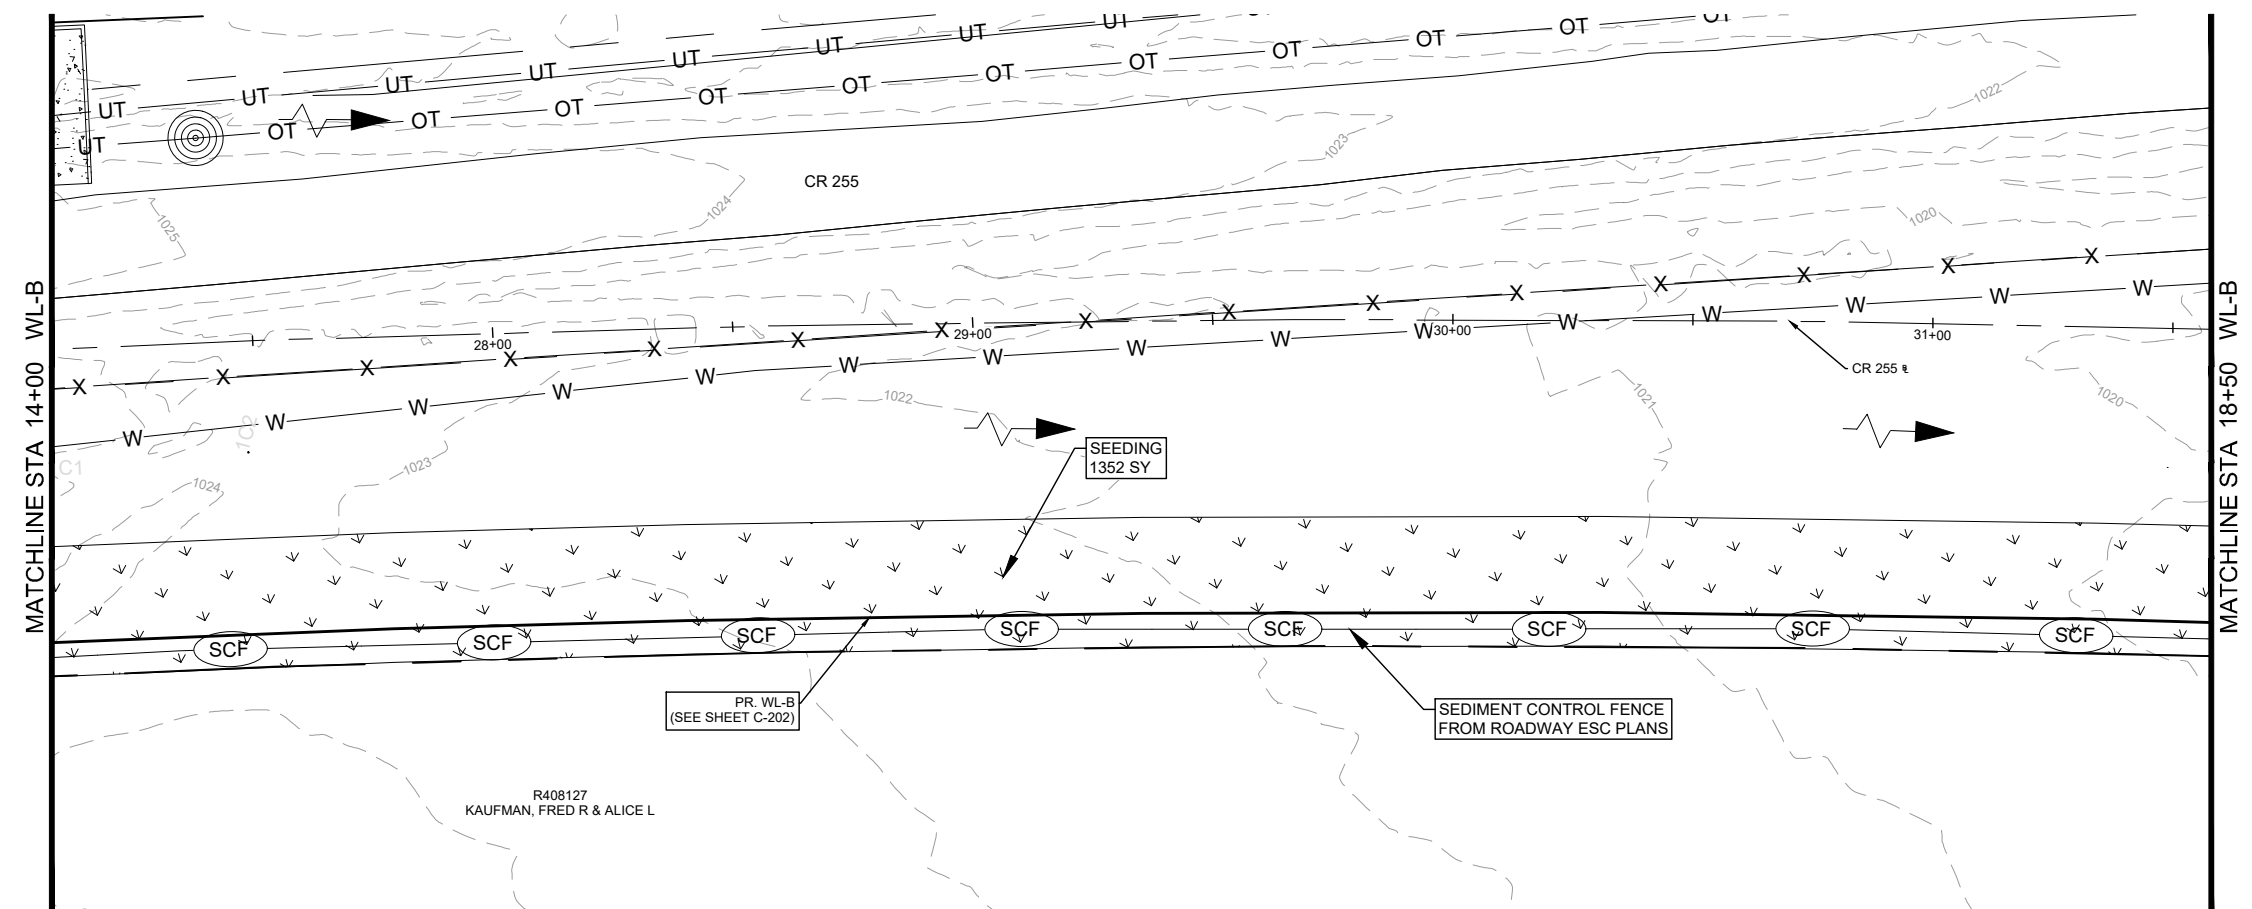 UT UT UT UT UT UT UT UT UT
UT
OT OT OT OT OT OT OT OT OT OT
1022
1023
CR 255
1024
1025
1020
X X X X X X X X X X X X X X X
W W W W W W W W W W W W W W W
28+00
29+00
30+00
31+00
CR 255 ℄
1022
1021
1020
1C2
C1
1023
1024
MATCHLINE STA 14+00 WL-B
MATCHLINE STA 18+50 WL-B
SEEDING
1352 SY
SCF SCF SCF SCF SCF SCF SCF SCF
PR. WL-B
(SEE SHEET C-202)
SEDIMENT CONTROL FENCE
FROM ROADWAY ESC PLANS
R408127
KAUFMAN, FRED R & ALICE L